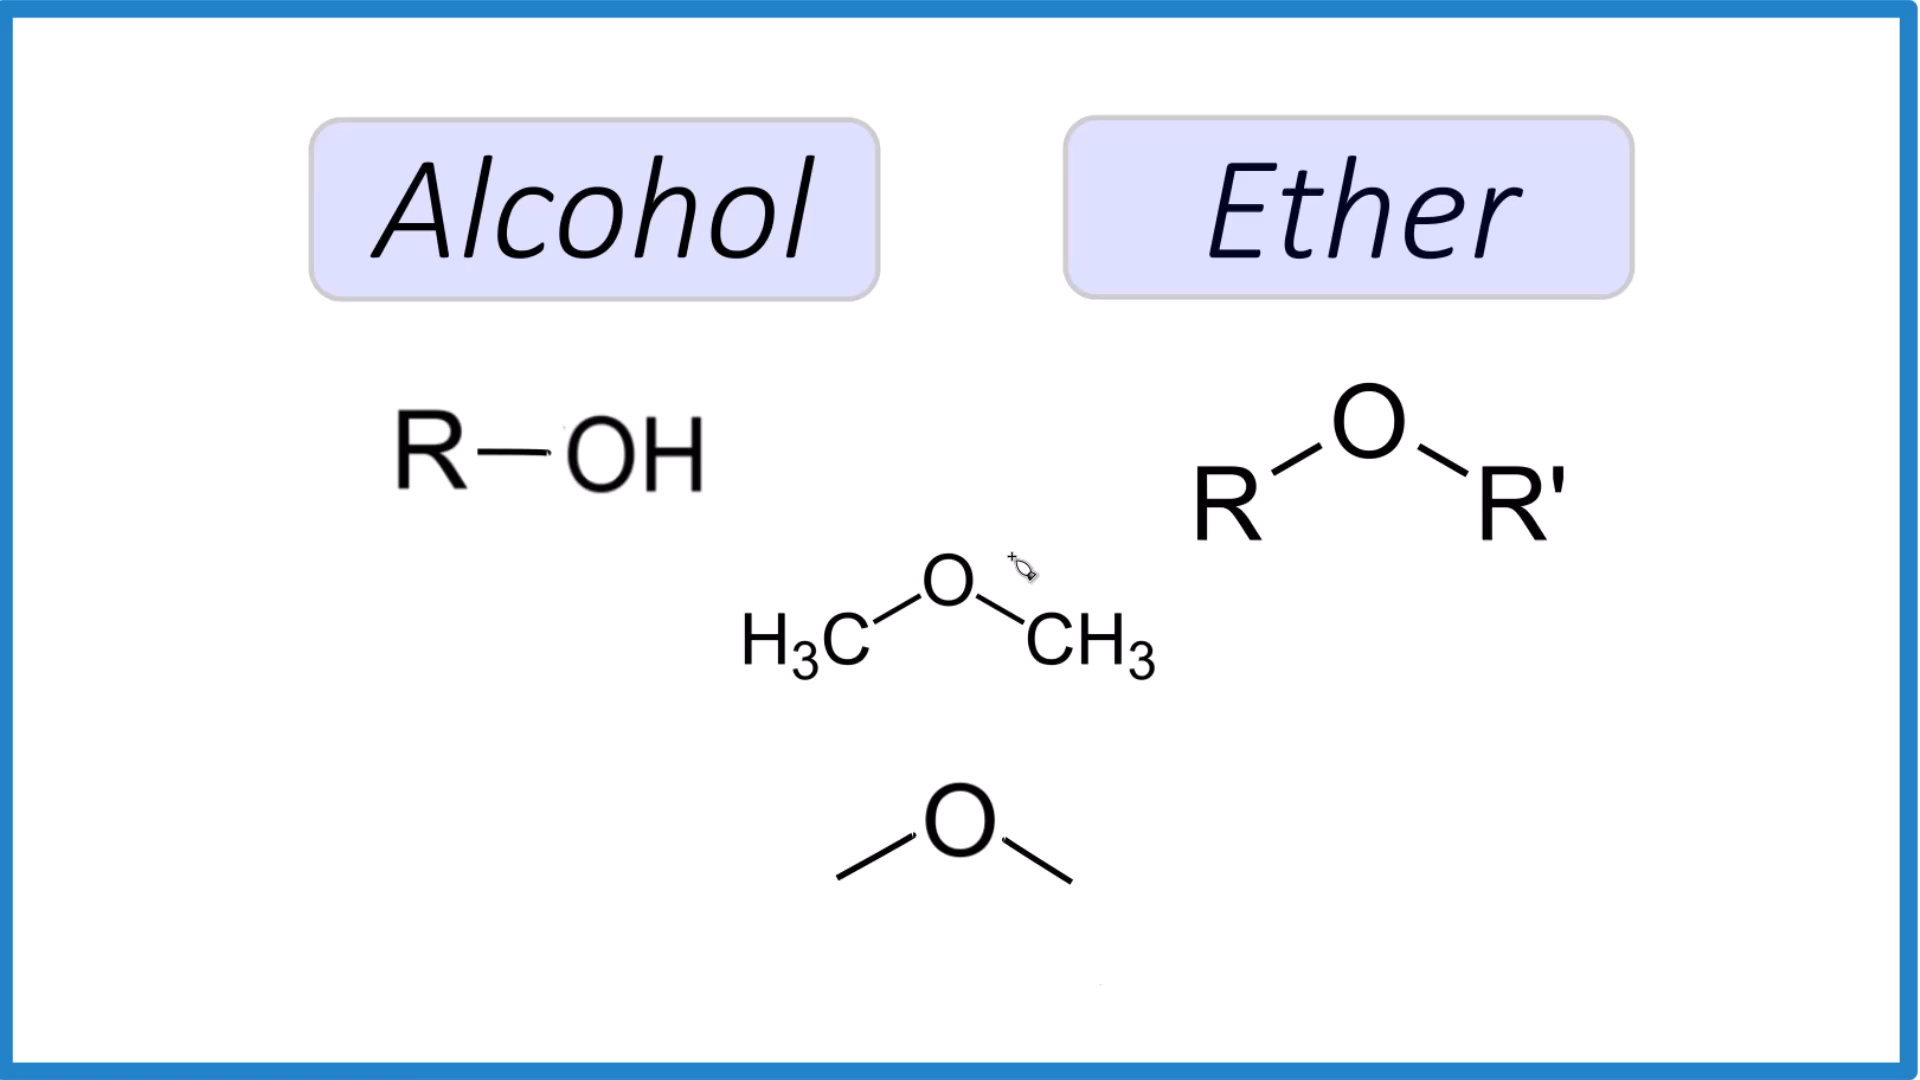 Alcohol
Ether
R—OH
R O R'
H₃C O CH₃
O